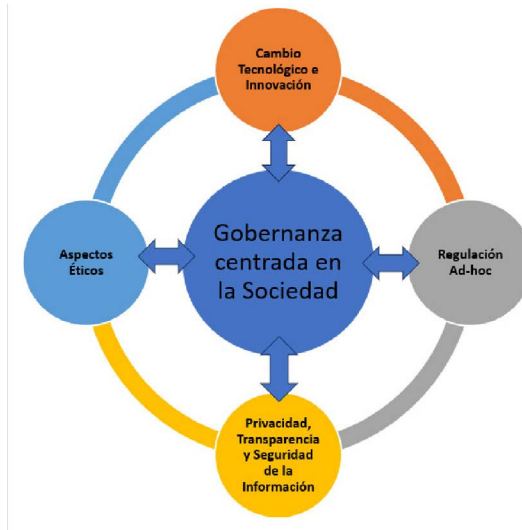 Cambio
Tecnológico e
Innovación
Aspectos
Éticos
Gobernanza
centrada en
la Sociedad
Regulación
Ad-hoc
Privacidad,
Transparencia
y Seguridad
de la
Información